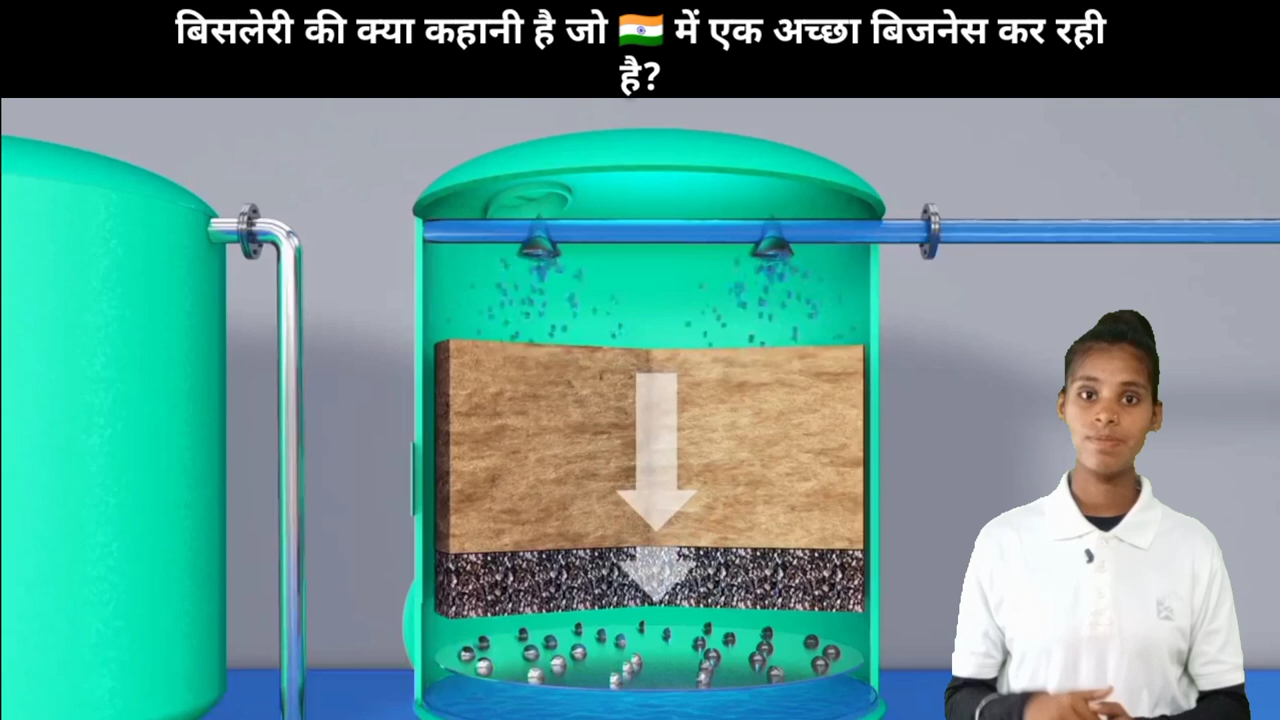 बिसलेरी की क्या कहानी है जो 🇮🇳 में एक अच्छा बिजनेस कर रही
है?